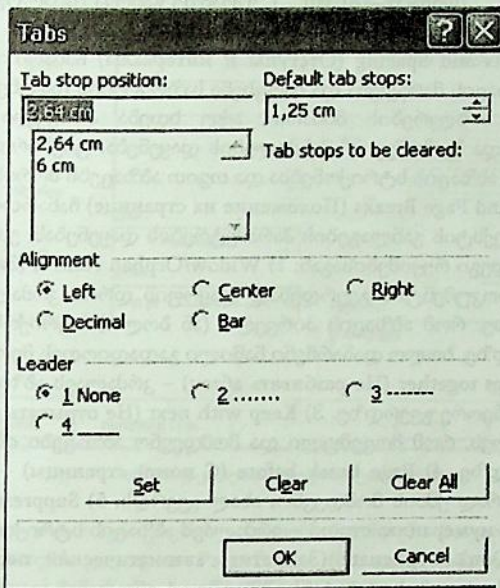 Tabs
Tab stop position:
Default tab stops:
2,64 cm
1,25 cm
2,64 cm
6 cm
Tab stops to be cleared:
Alignment
Left
Center
Right
Decimal
Bar
Leader
1 None
2 .......
3 -------
4 ___
Set
Clear
Clear All
OK
Cancel